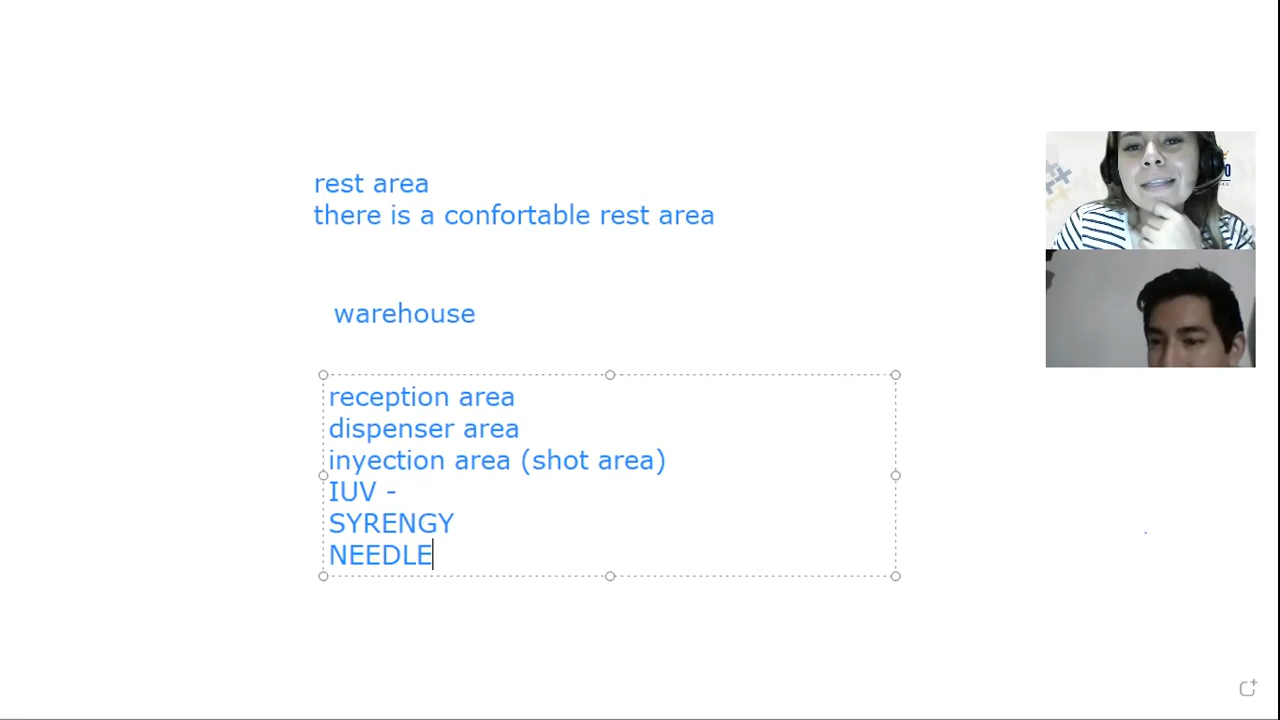 rest area
there is a confortable rest area
warehouse
reception area
dispenser area
inyection area (shot area)
IUV -
SYRENGY
NEEDLE